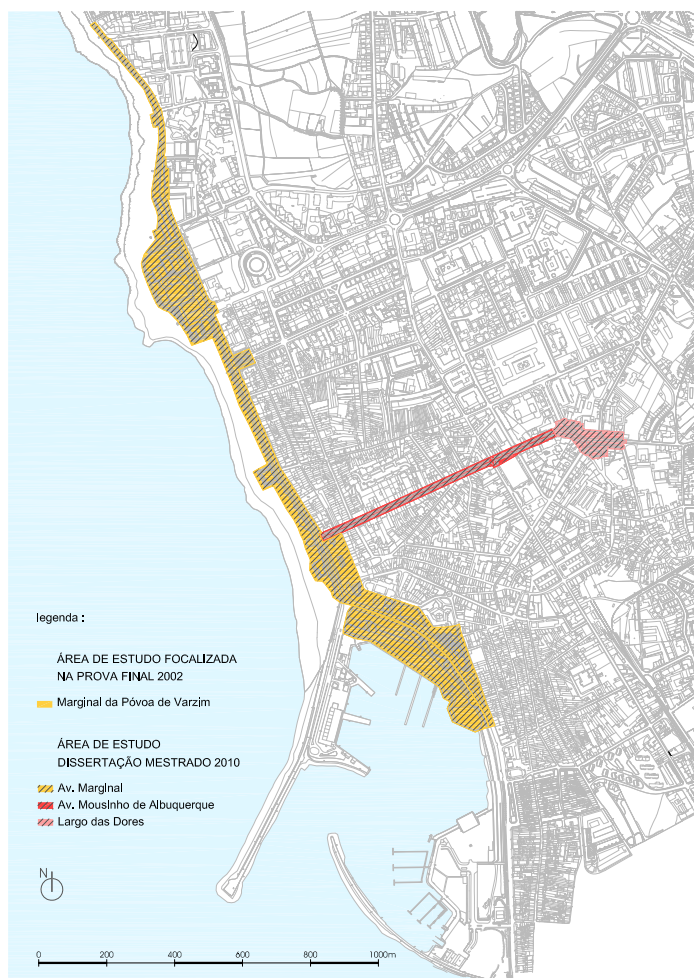 legenda :
ÁREA DE ESTUDO FOCALIZADA
NA PROVA FINAL 2002
Marginal da Póvoa de Varzim
ÁREA DE ESTUDO
DISSERTAÇÃO MESTRADO 2010
Av. Marginal
Av. Mousinho de Albuquerque
Largo das Dores
N
0 200 400 600 800 1000m